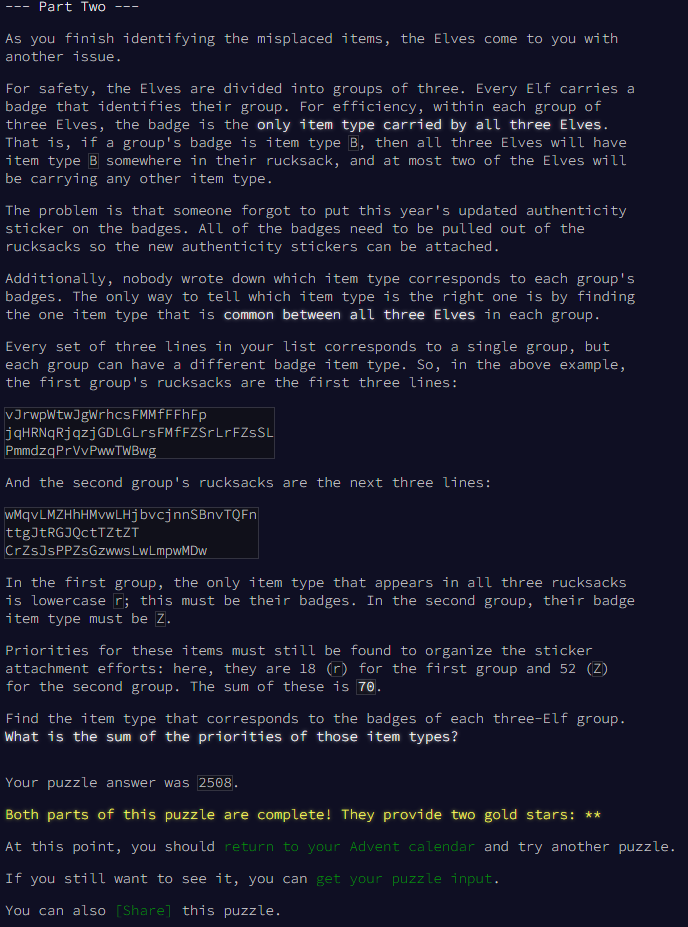 --- Part Two ---
As you finish identifying the misplaced items, the Elves come to you with
another issue.
For safety, the Elves are divided into groups of three. Every Elf carries a
badge that identifies their group. For efficiency, within each group of
three Elves, the badge is the only item type carried by all three Elves.
That is, if a group's badge is item type B, then all three Elves will have
item type B somewhere in their rucksack, and at most two of the Elves will
be carrying any other item type.
The problem is that someone forgot to put this year's updated authenticity
sticker on the badges. All of the badges need to be pulled out of the
rucksacks so the new authenticity stickers can be attached.
Additionally, nobody wrote down which item type corresponds to each group's
badges. The only way to tell which item type is the right one is by finding
the one item type that is common between all three Elves in each group.
Every set of three lines in your list corresponds to a single group, but
each group can have a different badge item type. So, in the above example,
the first group's rucksacks are the first three lines:
vJrwpWtwJgWrhcsFMMfFFhFp
jqHRNqRjqzjGDLGLrsFMfFZSrLrFZsSL
PmmdzqPrVvPwwTWBwg
And the second group's rucksacks are the next three lines:
wMqvLMZHhHMvwLHjbvcjnnSBnvTQFn
ttgJtRGJQctTZtZT
CrZsJsPPZsGzwwsLwLmpwMDw
In the first group, the only item type that appears in all three rucksacks
is lowercase r; this must be their badges. In the second group, their badge
item type must be Z.
Priorities for these items must still be found to organize the sticker
attachment efforts: here, they are 18 (r) for the first group and 52 (Z)
for the second group. The sum of these is 70.
Find the item type that corresponds to the badges of each three-Elf group.
What is the sum of the priorities of those item types?
Your puzzle answer was 2508.
Both parts of this puzzle are complete! They provide two gold stars: **
At this point, you should return to your Advent calendar and try another puzzle.
If you still want to see it, you can get your puzzle input.
You can also [Share] this puzzle.